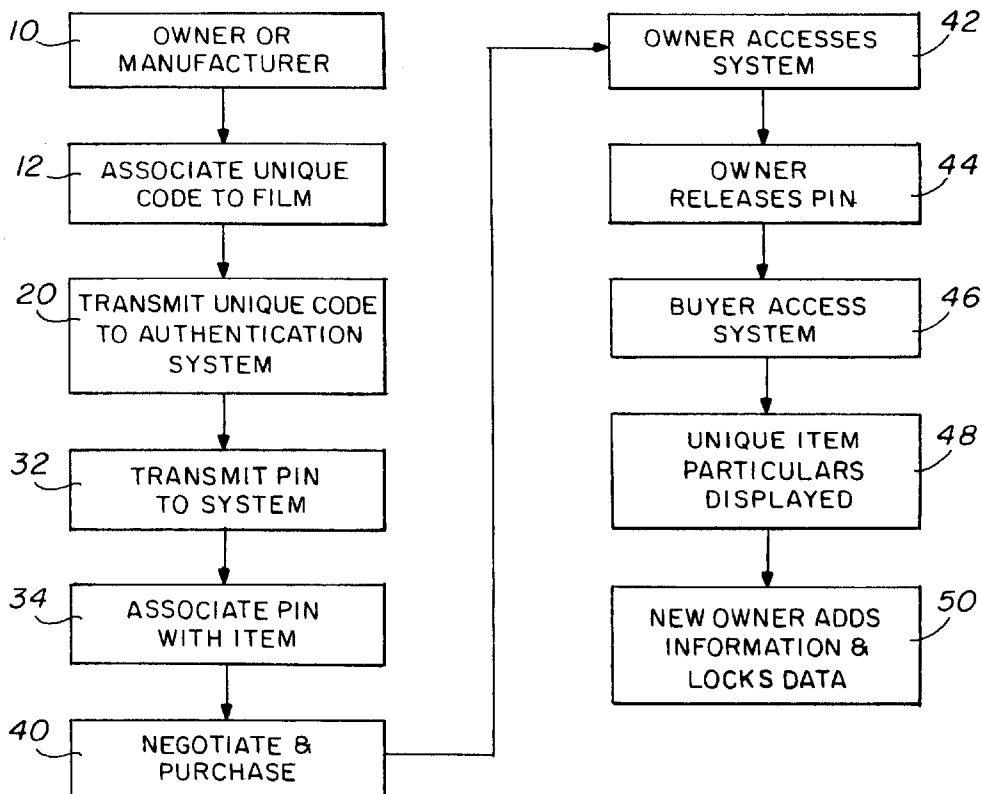 10
OWNER OR
MANUFACTURER
12
ASSOCIATE UNIQUE
CODE TO FILM
20
TRANSMIT UNIQUE CODE
TO AUTHENTICATION
SYSTEM
32
TRANSMIT PIN
TO SYSTEM
34
ASSOCIATE PIN
WITH ITEM
40
NEGOTIATE &
PURCHASE
OWNER ACCESSES
SYSTEM
42
OWNER
RELEASES PIN
44
BUYER ACCESS
SYSTEM
46
UNIQUE ITEM
PARTICULARS
DISPLAYED
48
NEW OWNER ADDS
INFORMATION &
LOCKS DATA
50